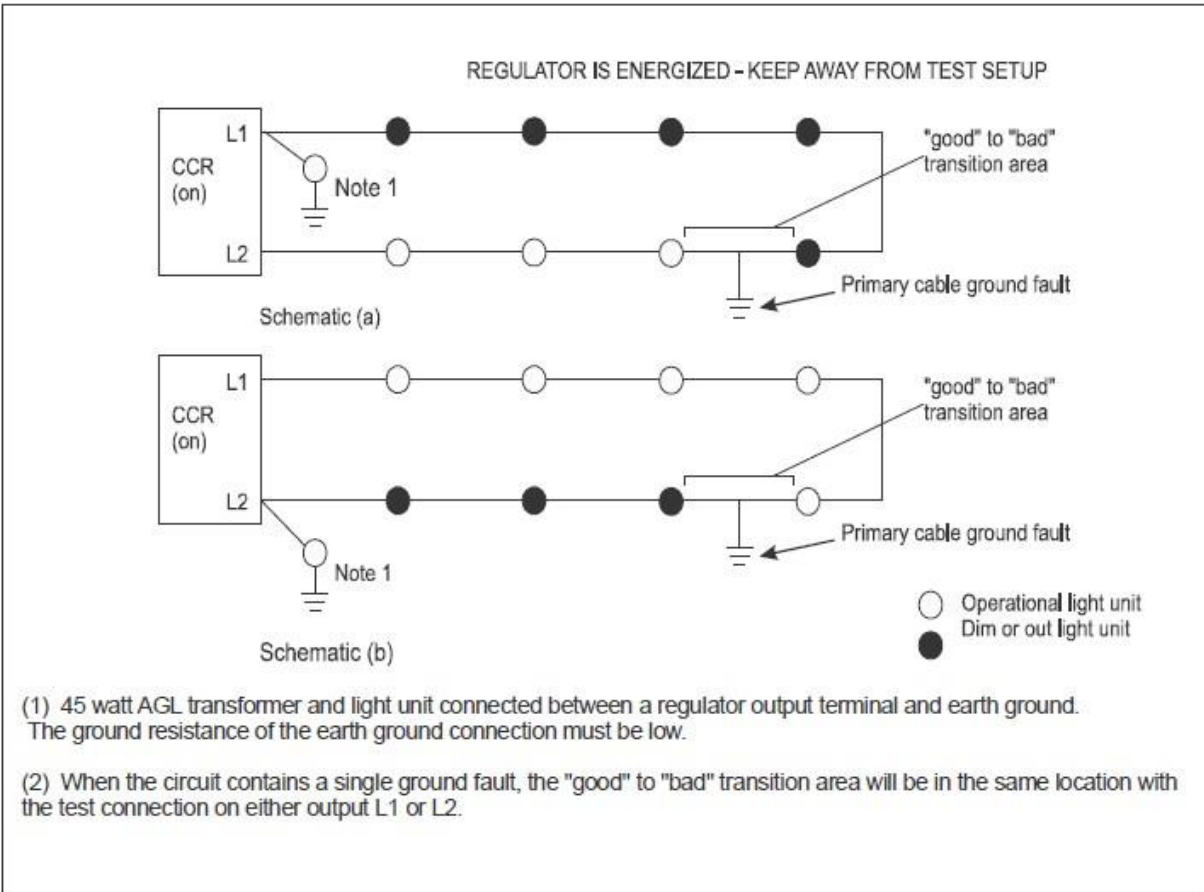 REGULATOR IS ENERGIZED – KEEP AWAY FROM TEST SETUP
L1
CCR
(on)
Note 1
"good" to "bad"
transition area
L2
Primary cable ground fault
Schematic (a)
L1
CCR
(on)
"good" to "bad"
transition area
L2
Primary cable ground fault
Note 1
Operational light unit
Dim or out light unit
Schematic (b)
(1) 45 watt AGL transformer and light unit connected between a regulator output terminal and earth ground.
The ground resistance of the earth ground connection must be low.
(2) When the circuit contains a single ground fault, the "good" to "bad" transition area will be in the same location with
the test connection on either output L1 or L2.